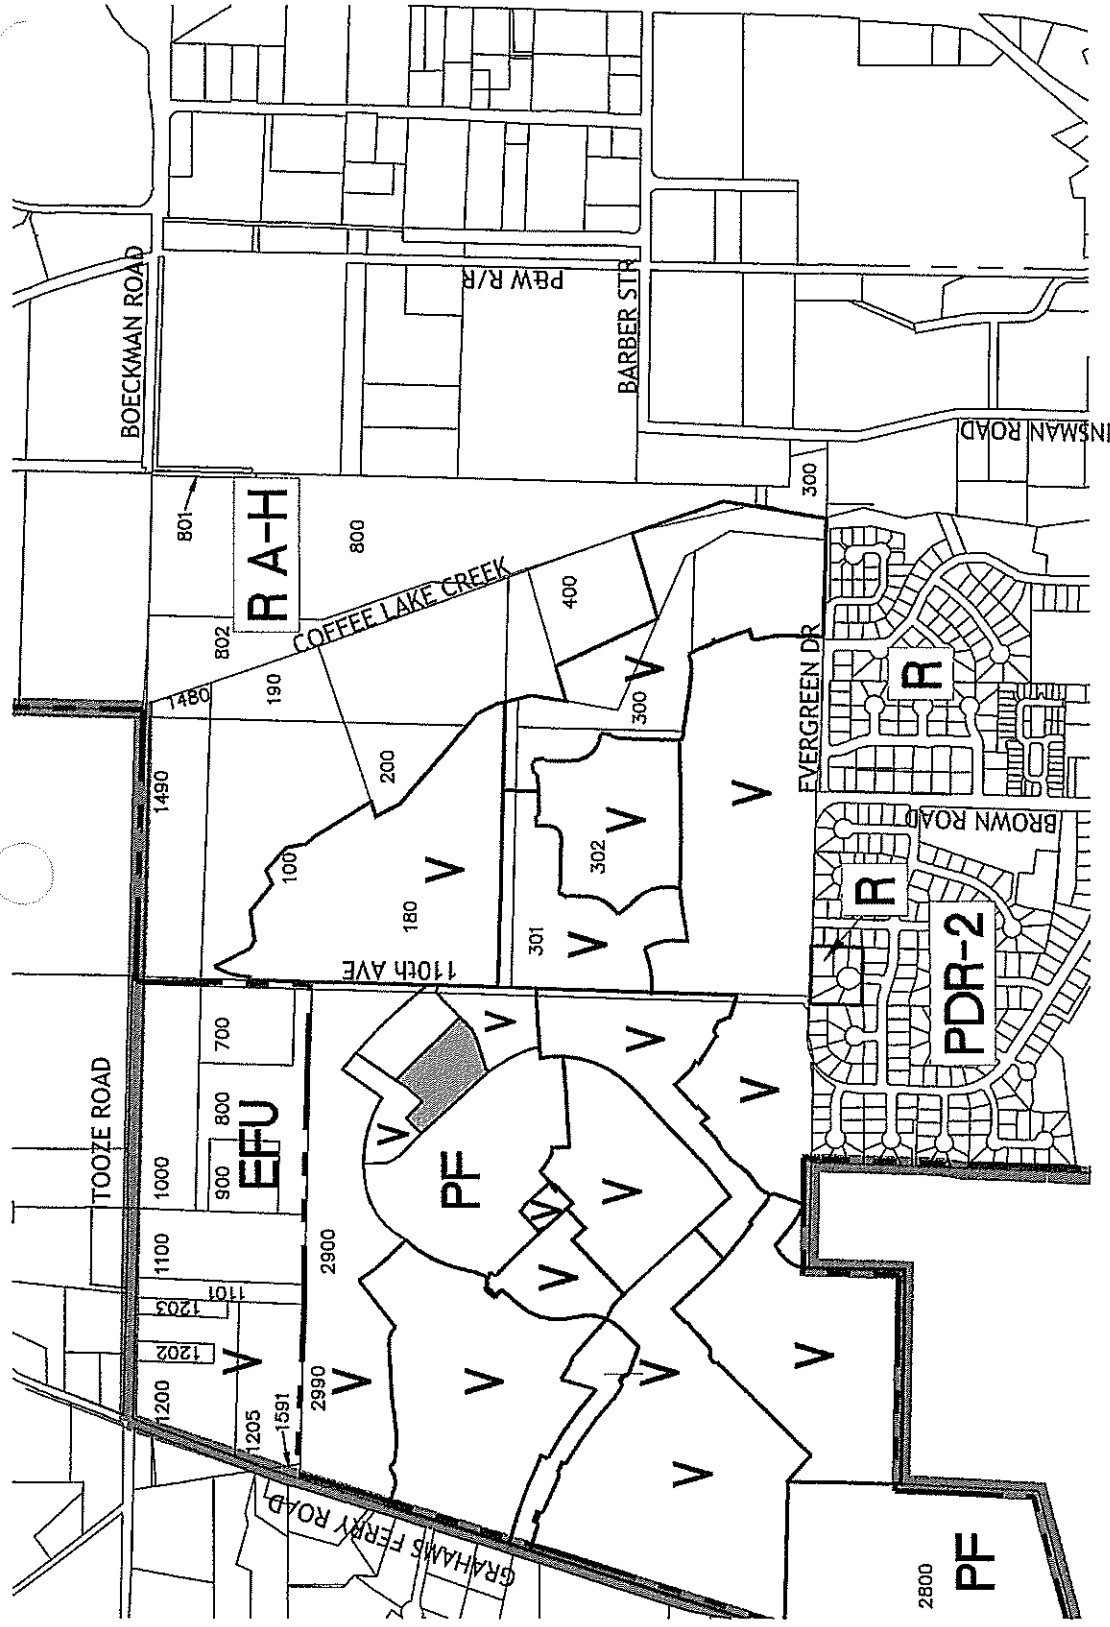 TOOZE ROAD
BOECKMAN ROAD
GRAHAMS FERRY ROAD
110th AVE
COFFEE LAKE CREEK
P&W R/R
BARBER STR
EVERGREEN DR
BROWN ROAD
INSMAN ROAD
1200
1202
1203
1101
1100
1000
900
800
700
EFU
1205
1591
V
2990
2900
V
1490
1480
802
801
R A-H
190
800
100
200
180
V
V
V
V
PF
V
V
V
V
V
V
V
V
V
V
301
V
302
V
300
V
400
V
300
R
R
PDR-2
2800
PF